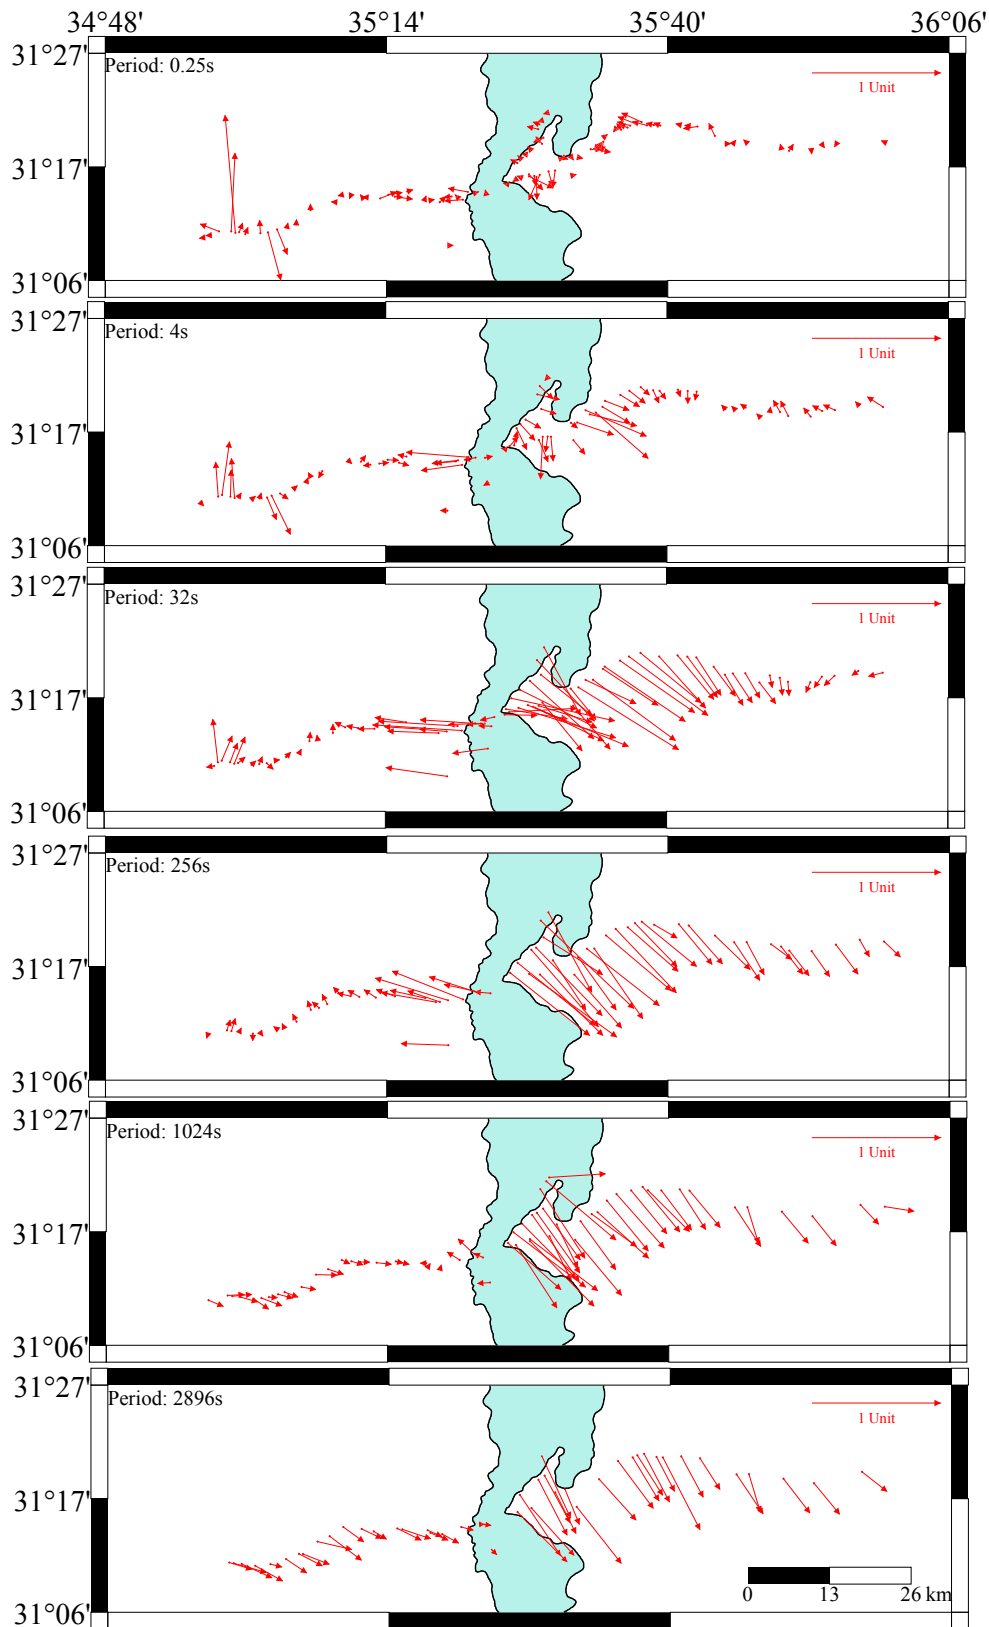 34°48' 35°14' 35°40' 36°06'
31°27'
Period: 0.25s
1 Unit
31°17'
31°06'
31°27'
Period: 4s
1 Unit
31°17'
31°06'
31°27'
Period: 32s
1 Unit
31°17'
31°06'
31°27'
Period: 256s
1 Unit
31°17'
31°06'
31°27'
Period: 1024s
1 Unit
31°17'
31°06'
31°27'
Period: 2896s
1 Unit
31°17'
0 13 26 km
31°06'